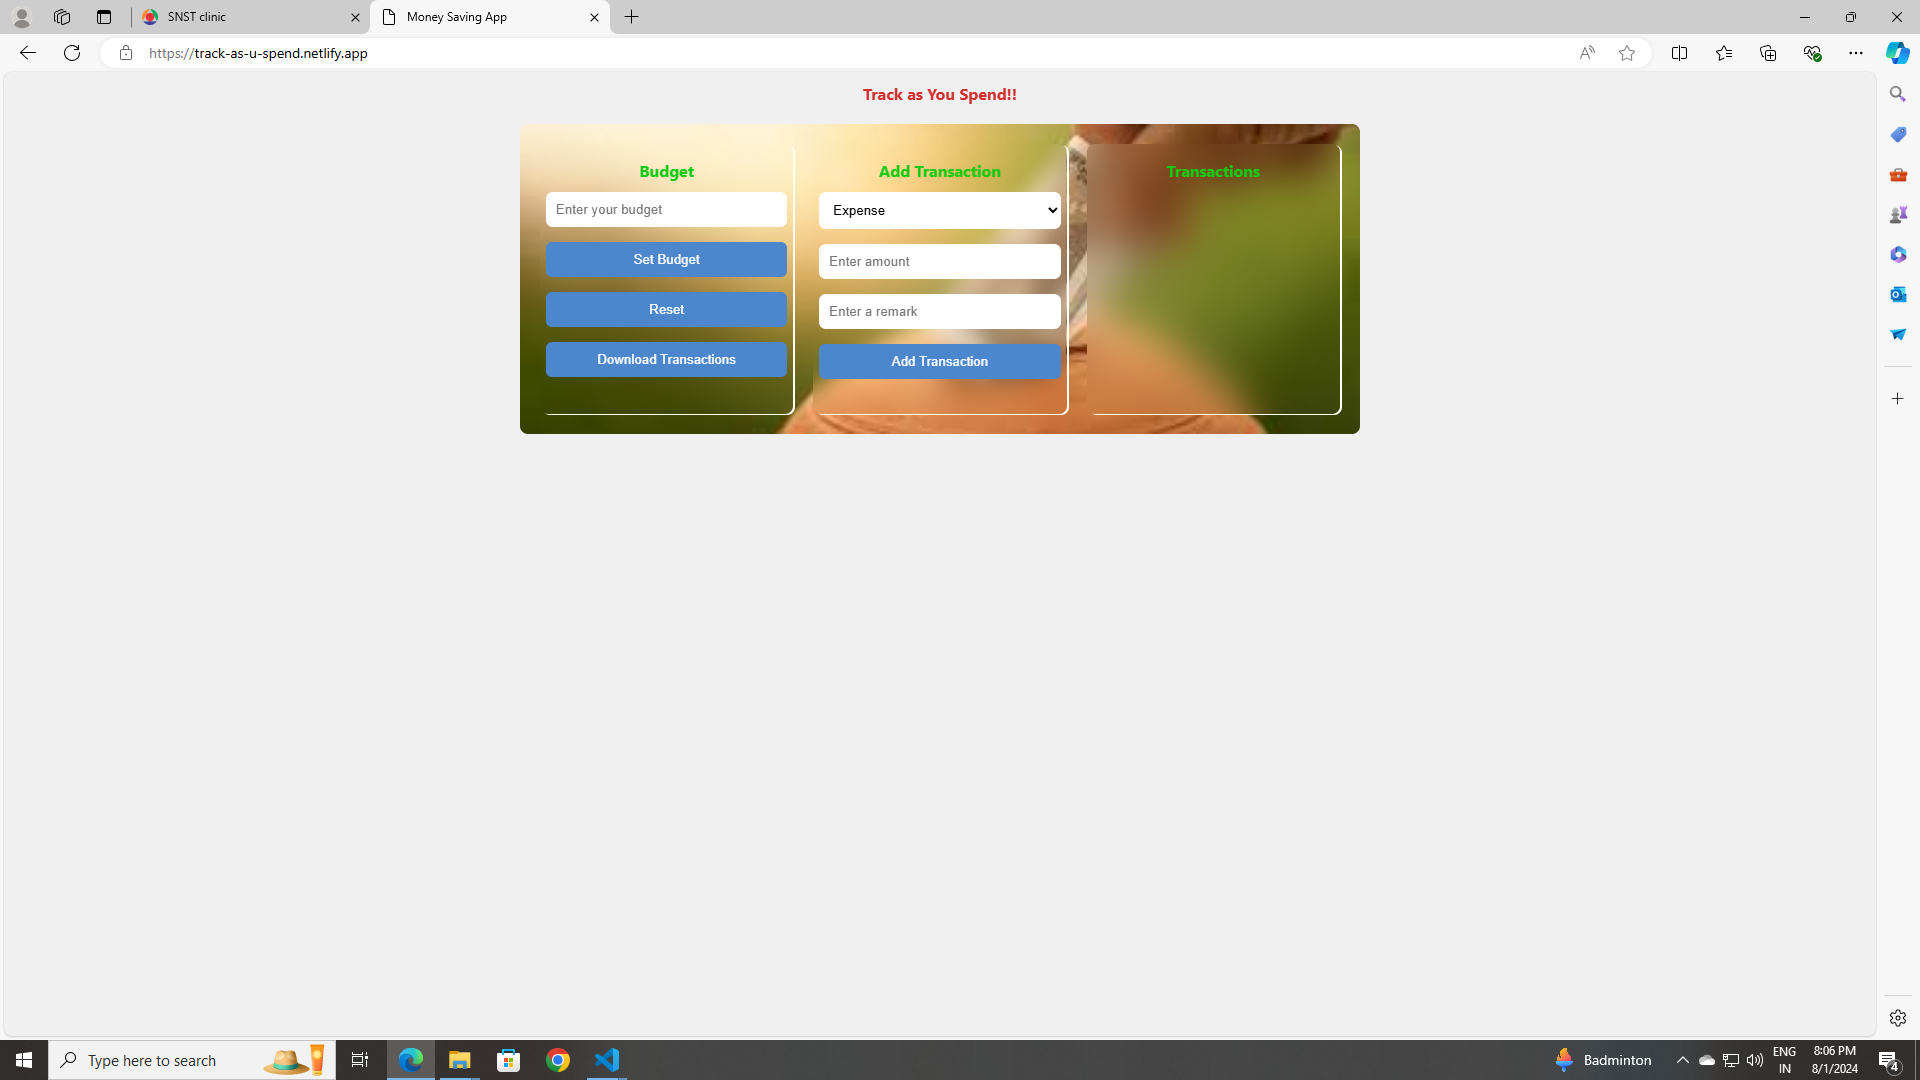 SNST clinic
Money Saving App
https://track-as-u-spend.netlify.app
Track as You Spend!!
Budget
Enter your budget
Set Budget
Reset
Download Transactions
Add Transaction
Expense
Enter amount
Enter a remark
Add Transaction
Transactions
Type here to search
Badminton
ENG
IN
8:06 PM
8/1/2024
4